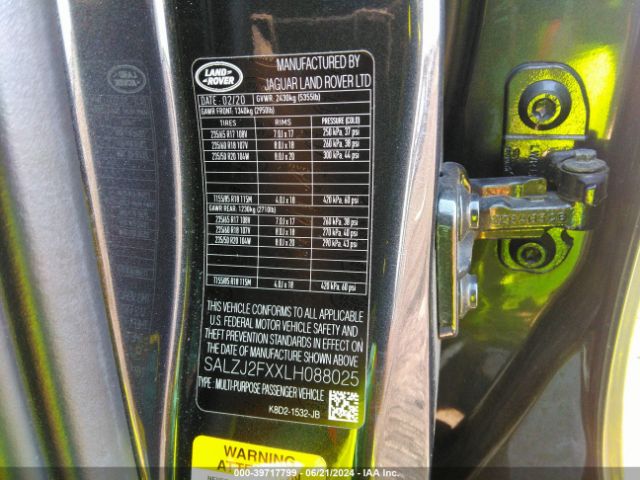 LAND
ROVER
MANUFACTURED BY
JAGUAR LAND ROVER LTD
DATE: 02/20 GVWR: 2430kg (5355lb)
GAWR FRONT: 1340kg (2950lb)
TIRES RIMS PRESSURE (COLD)
235/65 R17 108V 7.0J x 17 250 kPa, 37 psi
235/60 R18 107V 8.0J x 18 260 kPa, 38 psi
235/50 R20 104W 8.0J x 20 300 kPa, 44 psi
T155/85 R18 115M 4.0J x 18 420 kPa, 60 psi
GAWR REAR: 1230kg (2710lb)
235/65 R17 108V 7.0J x 17 260 kPa, 38 psi
235/60 R18 107V 8.0J x 18 270 kPa, 40 psi
235/50 R20 104W 8.0J x 20 290 kPa, 43 psi
T155/85 R18 115M 4.0J x 18 420 kPa, 60 psi
THIS VEHICLE CONFORMS TO ALL APPLICABLE
U.S. FEDERAL MOTOR VEHICLE SAFETY AND
THEFT PREVENTION STANDARDS IN EFFECT ON
THE DATE OF MANUFACTURE SHOWN ABOVE
SALZJ2FXXLH088025
TYPE: MULTI-PURPOSE PASSENGER VEHICLE
K8D2-1532-JB
WARNING
000-39717799 - 06/21/2024 - IAA Inc.